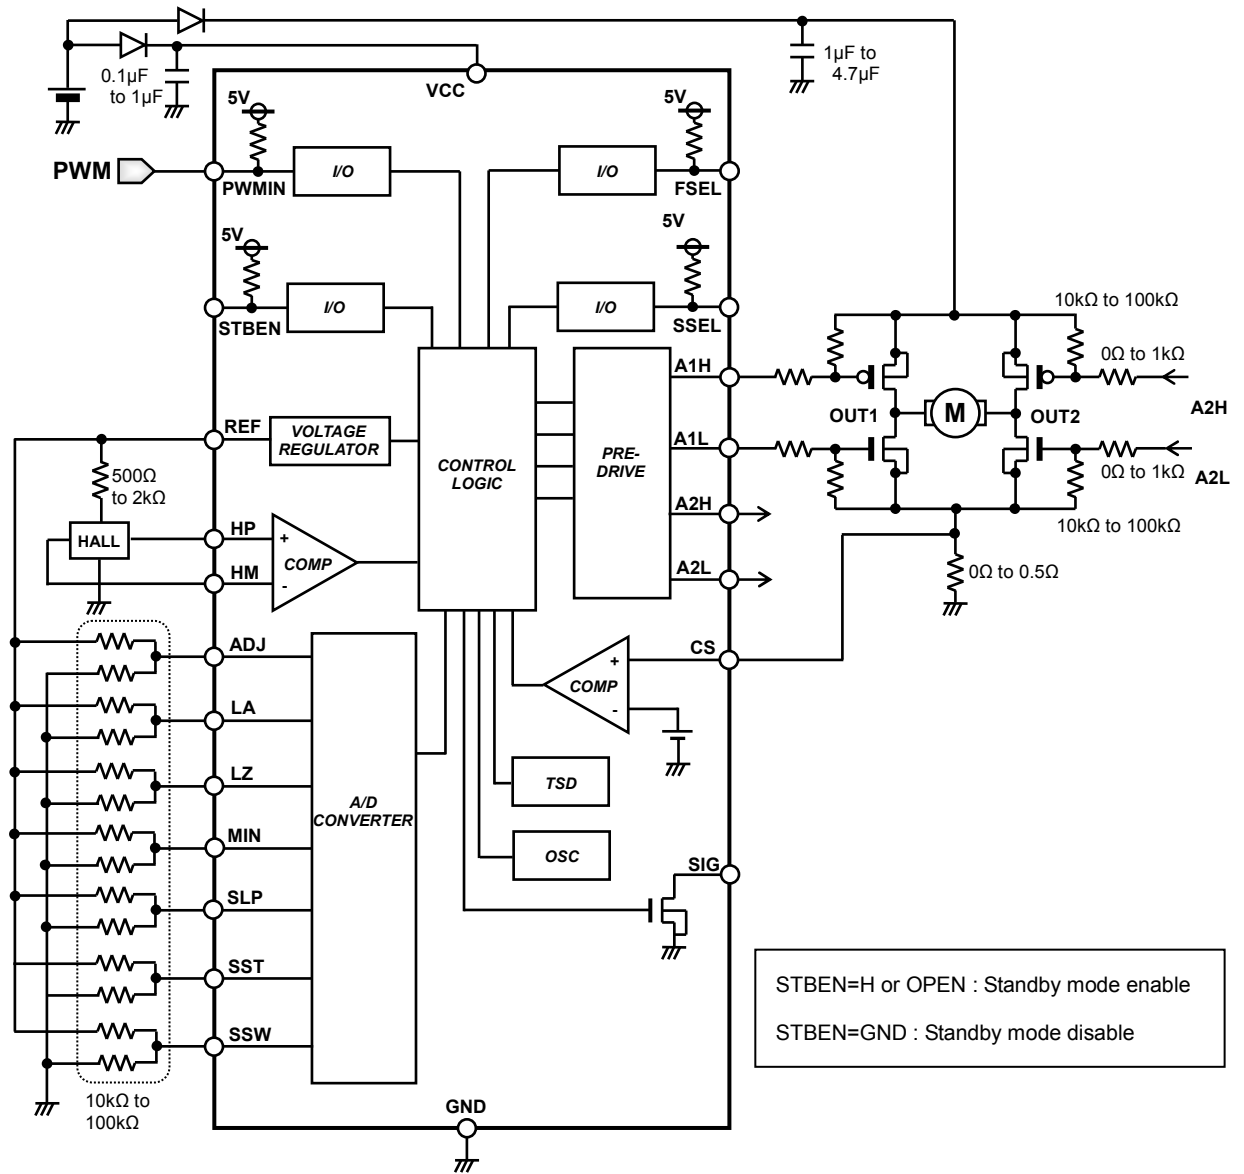 0.1µF
to 1µF
VCC
1µF to
4.7µF
5V
5V
PWM
PWMIN
I/O
I/O
FSEL
5V
5V
STBEN
I/O
I/O
SSEL
10kΩ to 100kΩ
A1H
0Ω to 1kΩ
A2H
OUT1
M
OUT2
REF
VOLTAGE
REGULATOR
CONTROL
LOGIC
PRE-
DRIVE
A1L
0Ω to 1kΩ
A2L
500Ω
to 2kΩ
A2H
10kΩ to 100kΩ
HALL
HP
+
COMP
HM
-
A2L
0Ω to 0.5Ω
ADJ
CS
+
COMP
-
LA
LZ
TSD
A/D
CONVERTER
MIN
OSC
SIG
SLP
SST
SSW
STBEN=H or OPEN : Standby mode enable
STBEN=GND : Standby mode disable
10kΩ to
100kΩ
GND